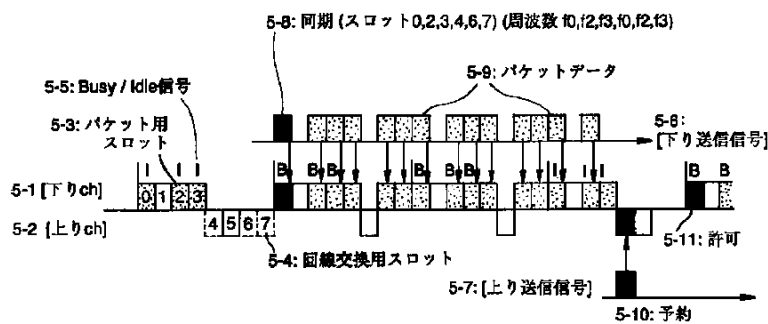 5-8: 同期 (スロット0,2,3,4,6,7) (周波数 f0,f2,f3,f0,f2,f3)
5-5: Busy / Idle信号
5-9: パケットデータ
5-3: パケット用
スロット
5-6:
[下り送信信号]
I I I B B B B B B I I I B B
5-1 [下りch]
0 1 2 3
5-2 [上りch]
4 5 6 7
5-4: 回線交換用スロット
5-11: 許可
5-7: [上り送信信号]
5-10: 予約